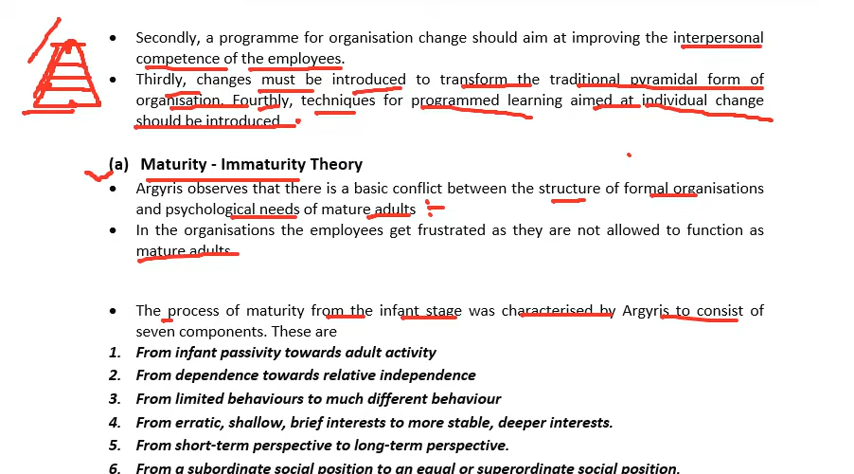 • Secondly, a programme for organisation change should aim at improving the interpersonal
competence of the employees.
• Thirdly, changes must be introduced to transform the traditional pyramidal form of
organisation. Fourthly, techniques for programmed learning aimed at individual change
should be introduced.
(a) Maturity - Immaturity Theory
• Argyris observes that there is a basic conflict between the structure of formal organisations
and psychological needs of mature adults
• In the organisations the employees get frustrated as they are not allowed to function as
mature adults.
• The process of maturity from the infant stage was characterised by Argyris to consist of
seven components. These are
1. From infant passivity towards adult activity
2. From dependence towards relative independence
3. From limited behaviours to much different behaviour
4. From erratic, shallow, brief interests to more stable, deeper interests.
5. From short-term perspective to long-term perspective.
6. From a subordinate social position to an equal or superordinate social position.